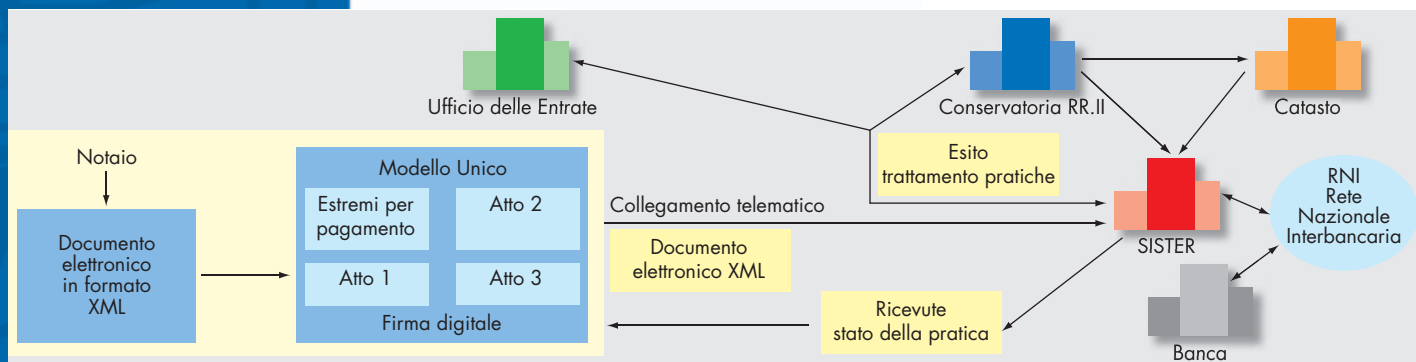 Ufficio delle Entrate
Conservatoria RR.II
Catasto
Notaio
Documento
elettronico
in formato
XML
Modello Unico
Estremi per
pagamento
Atto 2
Atto 1
Atto 3
Firma digitale
Collegamento telematico
Documento
elettronico XML
Esito
trattamento pratiche
Ricevute
stato della pratica
SISTER
RNI
Rete
Nazionale
Interbancaria
Banca